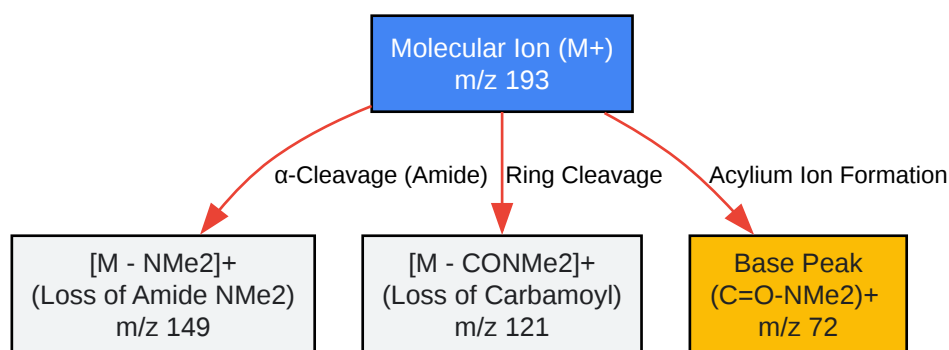 Molecular Ion (M+)
m/z 193
α-Cleavage (Amide)
Ring Cleavage
Acylium Ion Formation
[M - NMe2]+
(Loss of Amide NMe2)
m/z 149
[M - CONMe2]+
(Loss of Carbamoyl)
m/z 121
Base Peak
(C=O-NMe2)+
m/z 72